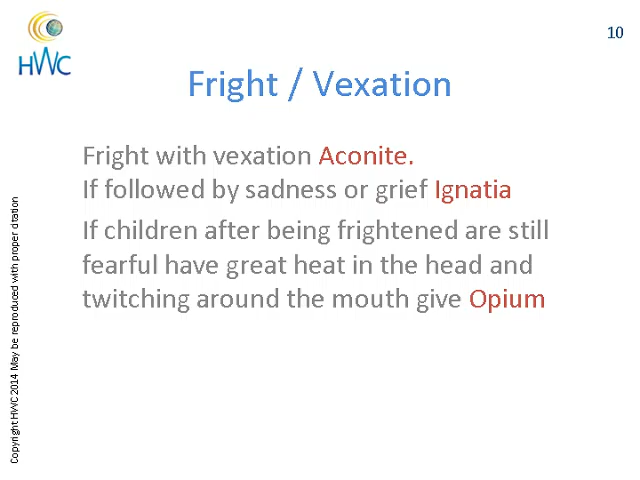 10
HWC
Fright / Vexation
Fright with vexation Aconite.
If followed by sadness or grief Ignatia
If children after being frightened are still
fearful have great heat in the head and
twitching around the mouth give Opium
Copyright HWC 2014 May be reproduced with proper citation